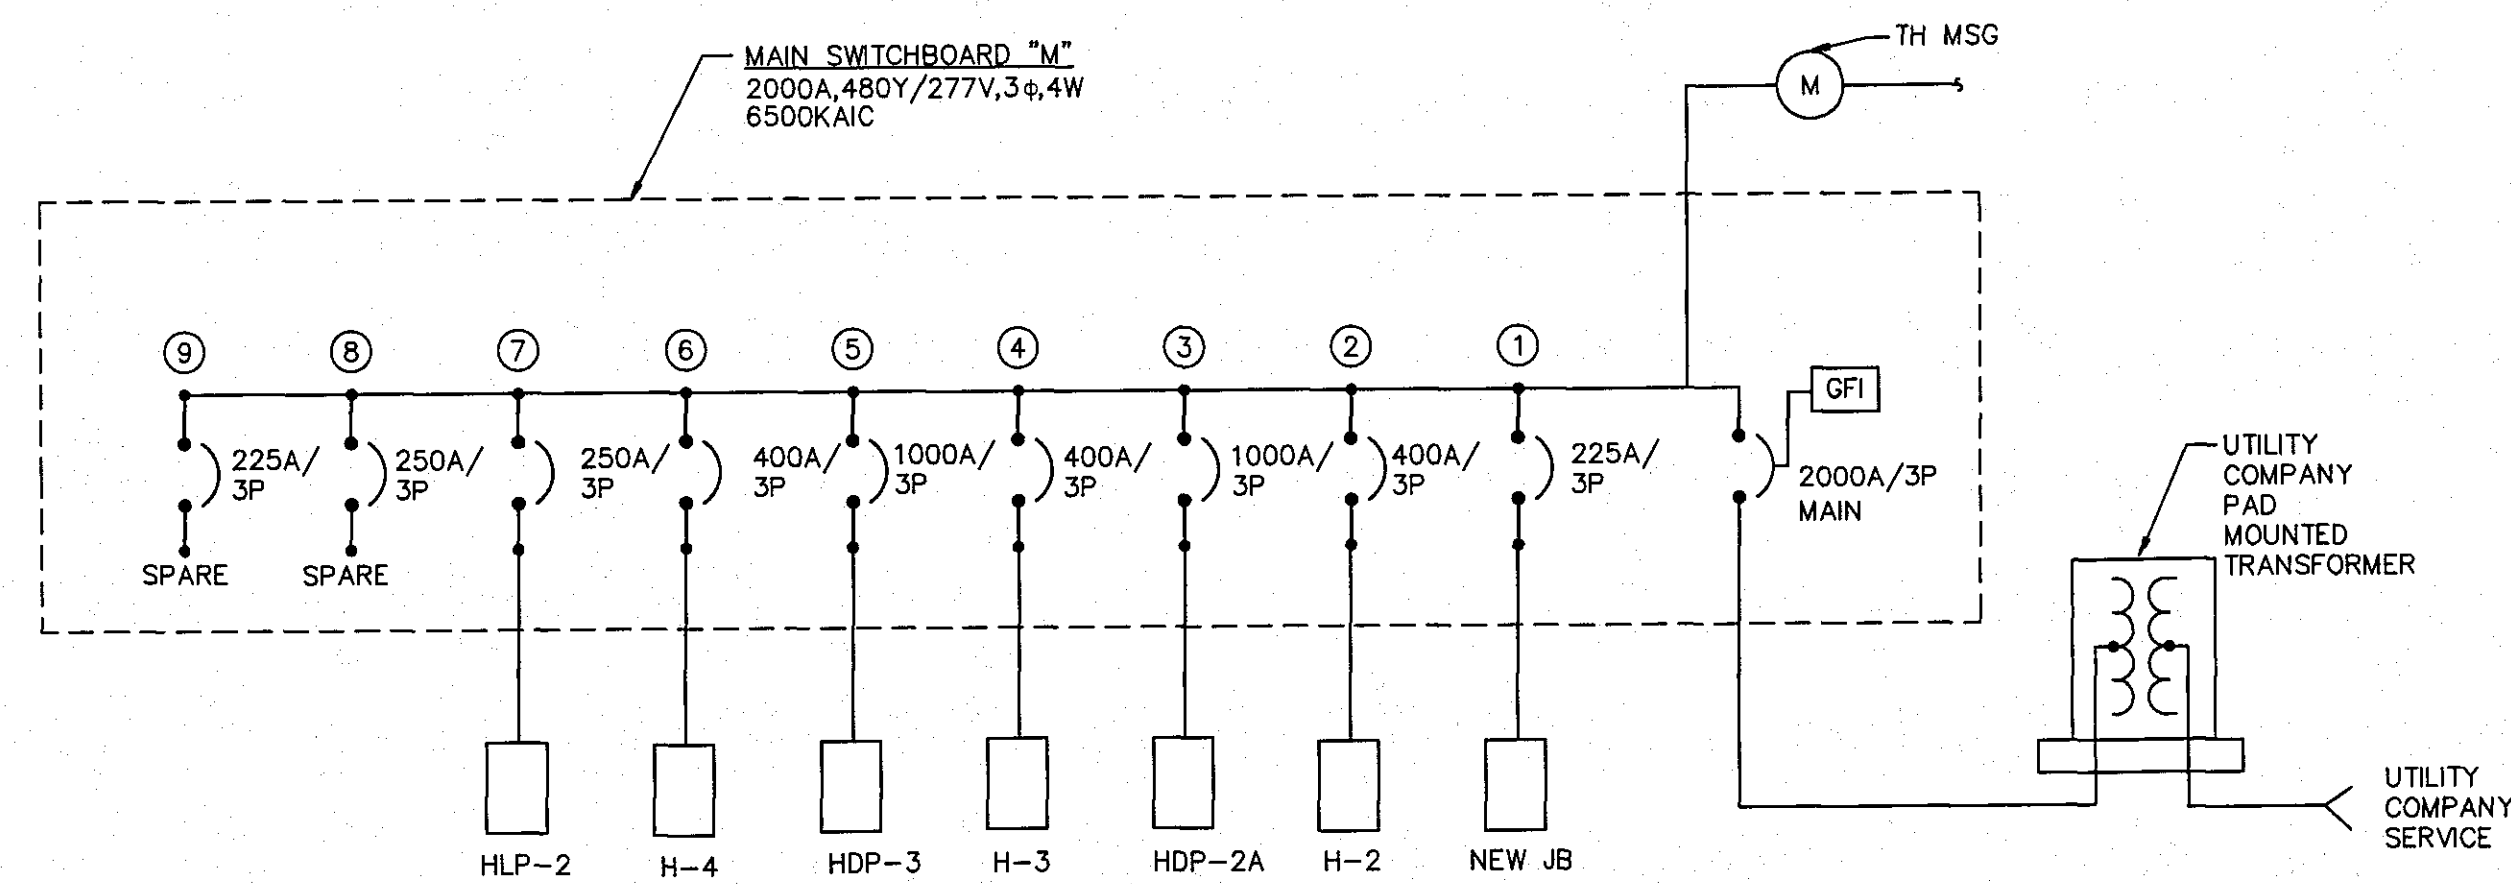 MAIN SWITCHBOARD "M"
2000A,480Y/277V,3ϕ,4W
6500KAIC
TH MSG
M
9
8
7
6
5
4
3
2
1
GFI
225A/
3P
250A/
3P
250A/
3P
400A/
3P
1000A/
3P
400A/
3P
1000A/
3P
400A/
3P
225A/
3P
2000A/3P
MAIN
SPARE
SPARE
UTILITY
COMPANY
PAD
MOUNTED
TRANSFORMER
HLP-2
H-4
HDP-3
H-3
HDP-2A
H-2
NEW JB
UTILITY
COMPANY
SERVICE